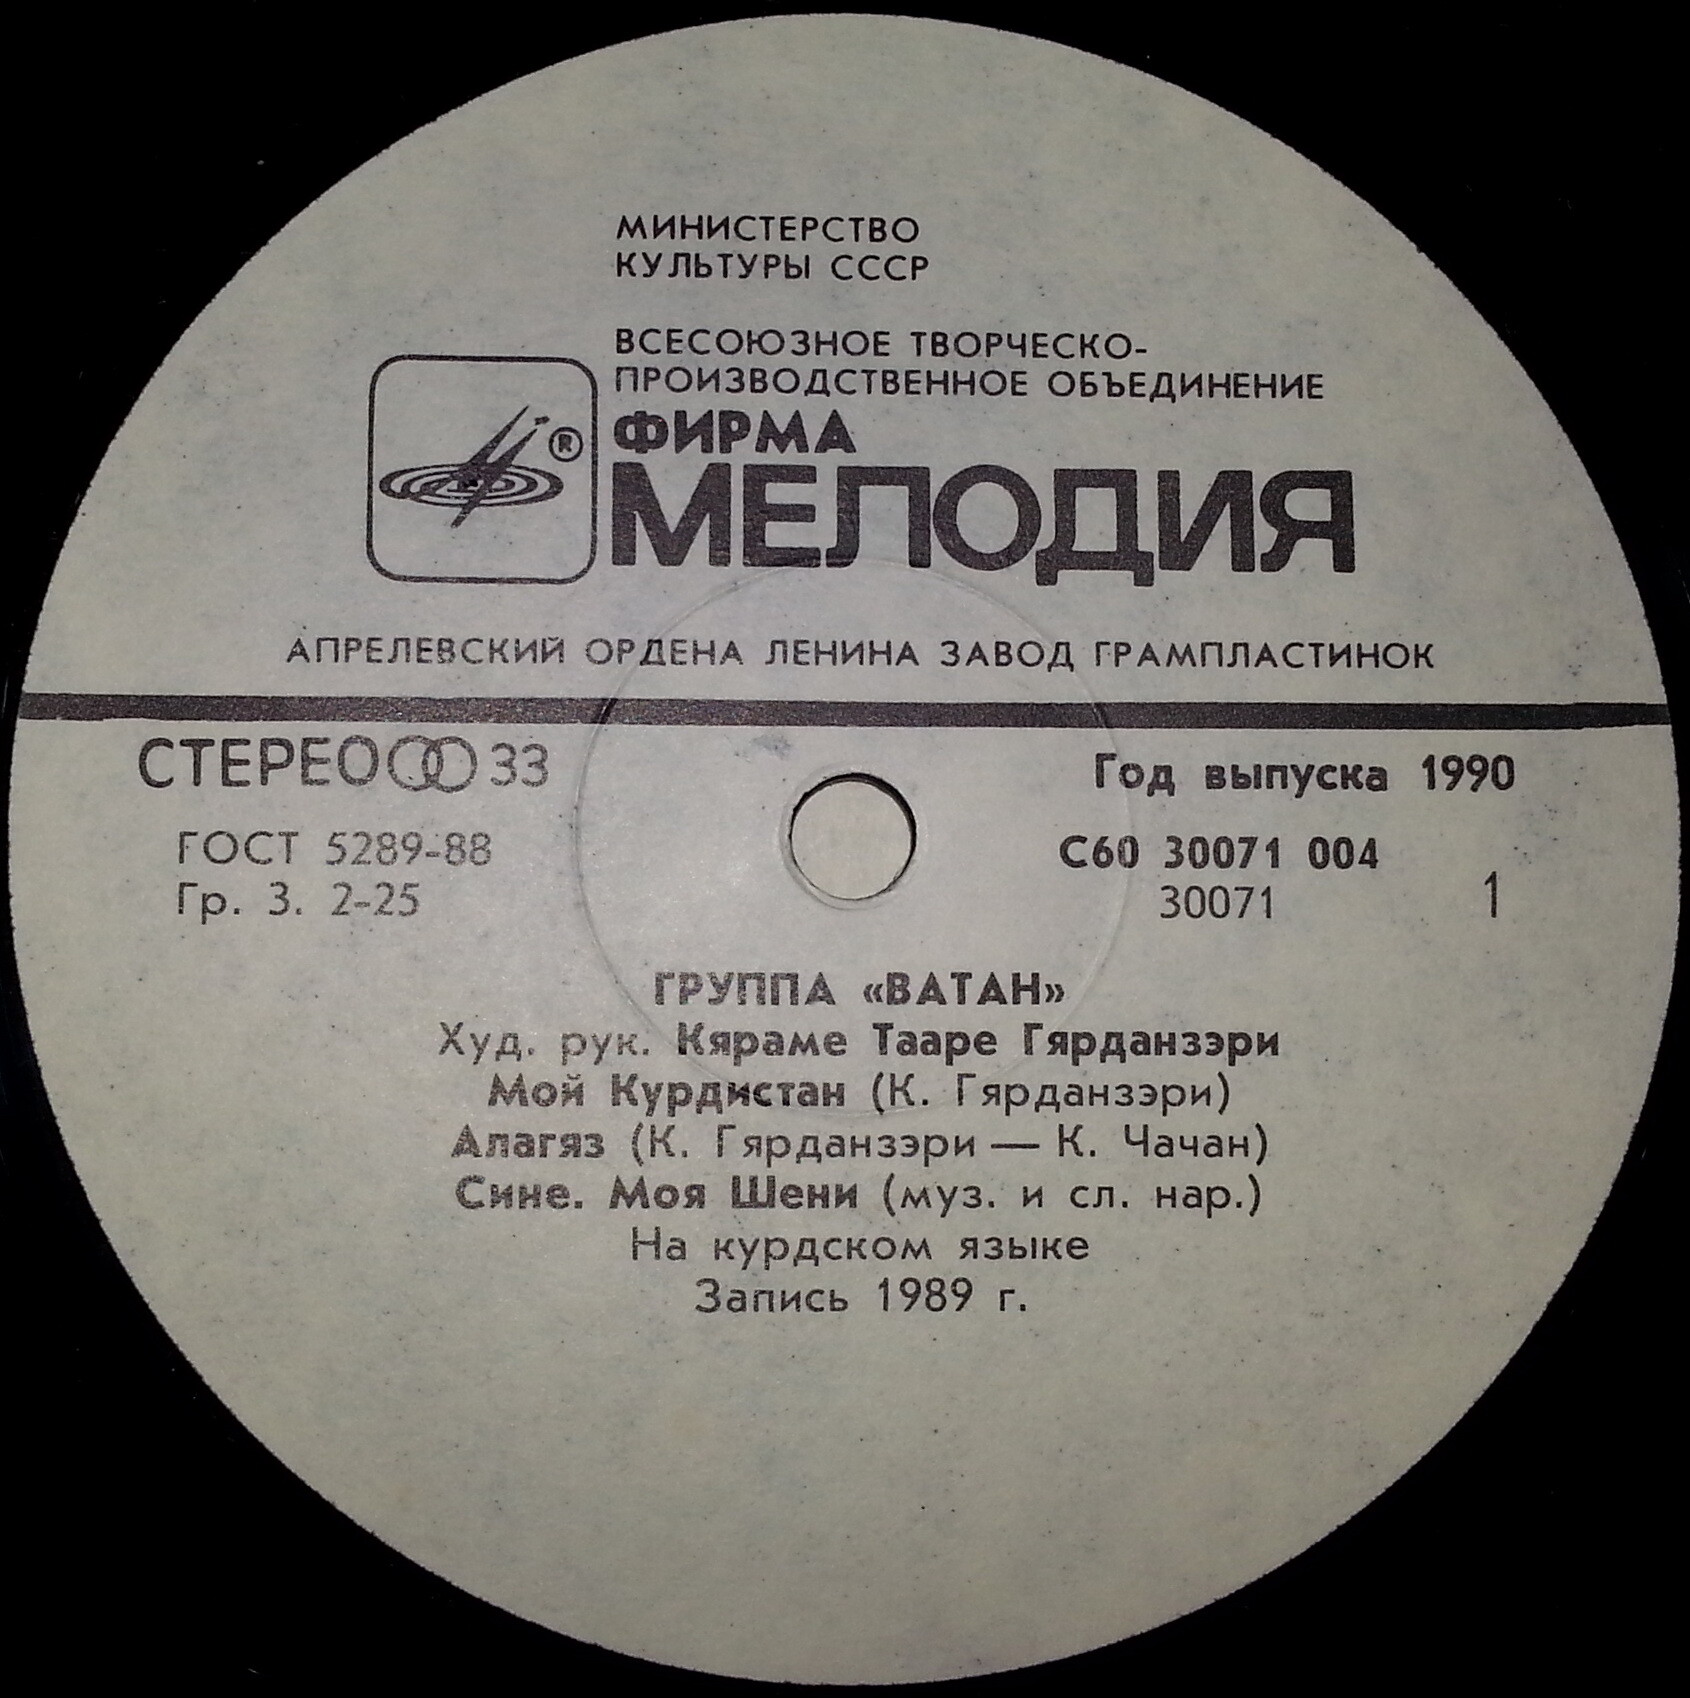 МИНИСТЕРСТВО
КУЛЬТУРЫ СССР
ВСЕСОЮЗНОЕ ТВОРЧЕСКО-
ПРОИЗВОДСТВЕННОЕ ОБЪЕДИНЕНИЕ
ФИРМА
МЕЛОДИЯ
®
АПРЕЛЕВСКИЙ ОРДЕНА ЛЕНИНА ЗАВОД ГРАМПЛАСТИНОК
СТЕРЕО 33
Год выпуска 1990
ГОСТ 5289-88
С60 30071 004
Гр. 3. 2-25
30071 1
ГРУППА «ВАТАН»
Худ. рук. Кяраме Тааре Гярданзэри
Мой Курдистан (К. Гярданзэри)
Алагяз (К. Гярданзэри — К. Чачан)
Сине. Моя Шени (муз. и сл. нар.)
На курдском языке
Запись 1989 г.